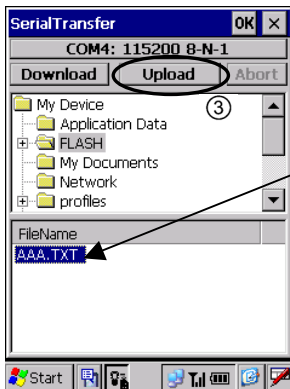 SerialTransfer OK ×
COM4: 115200 8-N-1
Download Upload Abort
③
My Device
Application Data
FLASH
My Documents
Network
profiles
FileName
AAA.TXT
Start